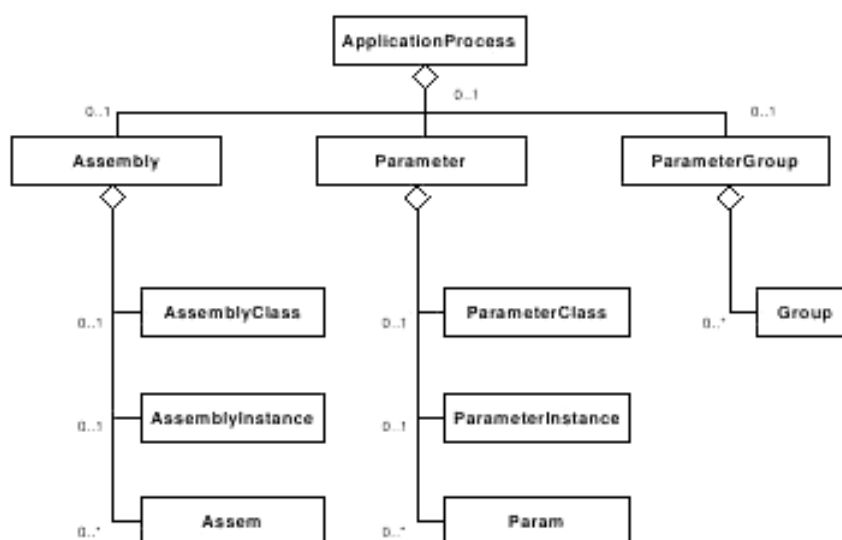 ApplicationProcess
0..1
0..1
0..1
Assembly
Parameter
ParameterGroup
AssemblyClass
ParameterClass
Group
0..1
0..1
0..*
AssemblyInstance
ParameterInstance
0..1
0..1
Assem
Param
0..*
0..*